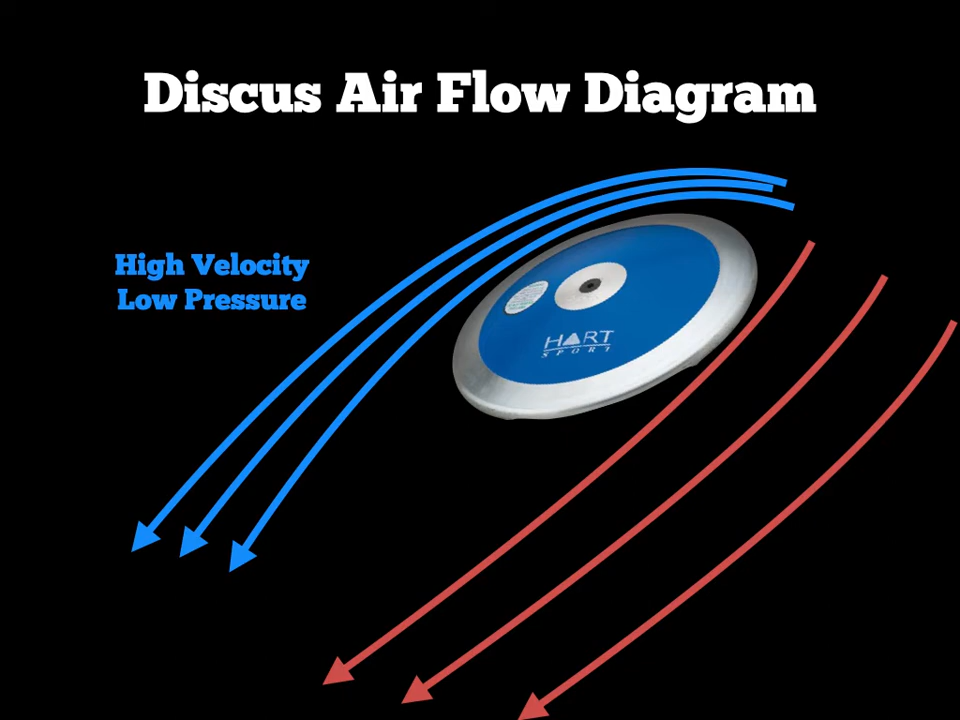 Discus Air Flow Diagram
High Velocity
Low Pressure
HART
SPORT